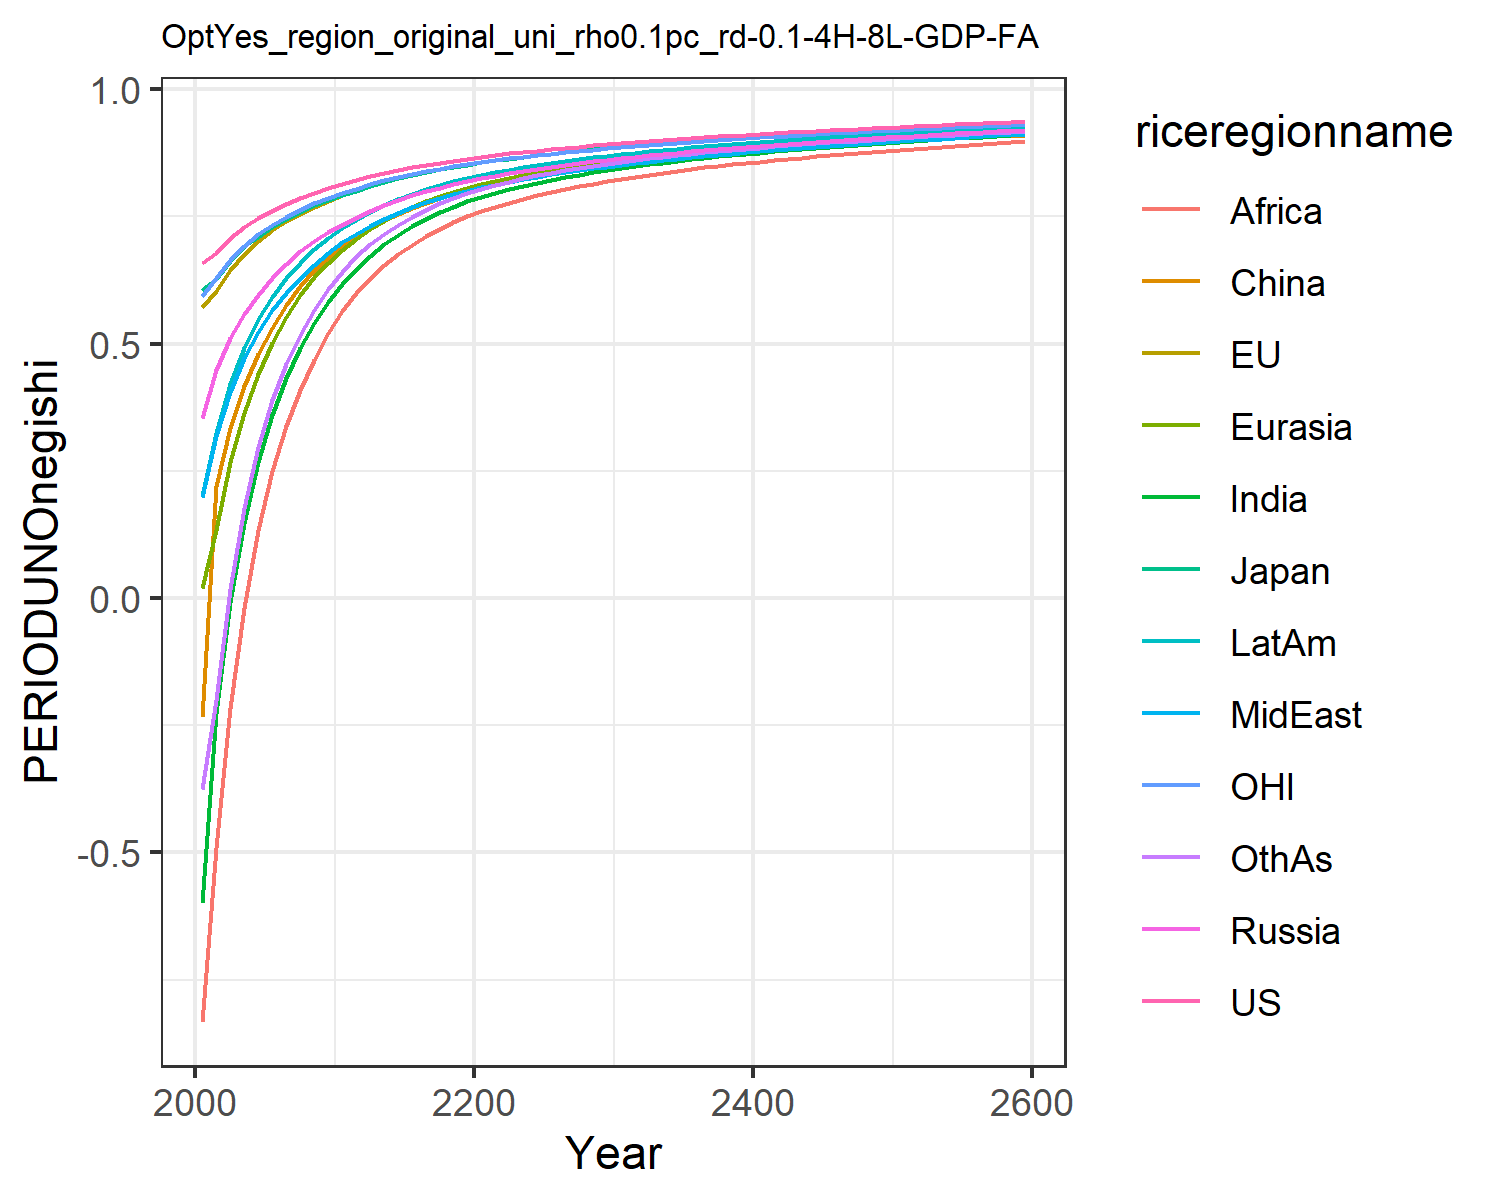 OptYes_region_original_uni_rho0.1pc_rd-0.1-4H-8L-GDP-FA
1.0
0.5
0.0
-0.5
PERIODUNOnegishi
2000
2200
2400
2600
Year
riceregionname
Africa
China
EU
Eurasia
India
Japan
LatAm
MidEast
OHI
OthAs
Russia
US